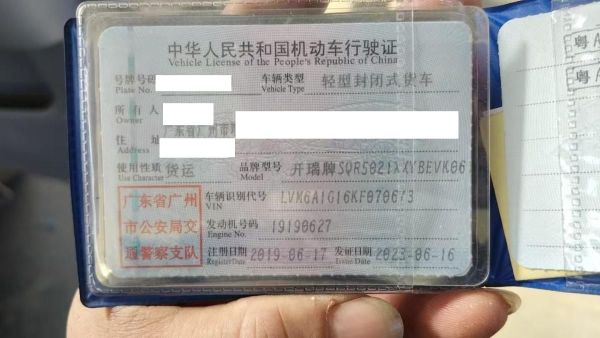 中华人民共和国机动车行驶证
Vehicle License of the People's Republic of China
号牌号码 Plate No. 车辆类型 Vehicle Type 轻型封闭式货车
所有人 Owner
住址 Address 广东省广州市
使用性质 Use Character 货运 品牌型号 Model 开瑞牌SQR5021XXYBEVK061
广东省广州市公安局交通警察支队
车辆识别代号 VIN LVK6A1G16KF070673
发动机号码 Engine No. 19190627
注册日期 Register Date 2019-06-17 发证日期 Issue Date 2023-06-16
粤A
粤A